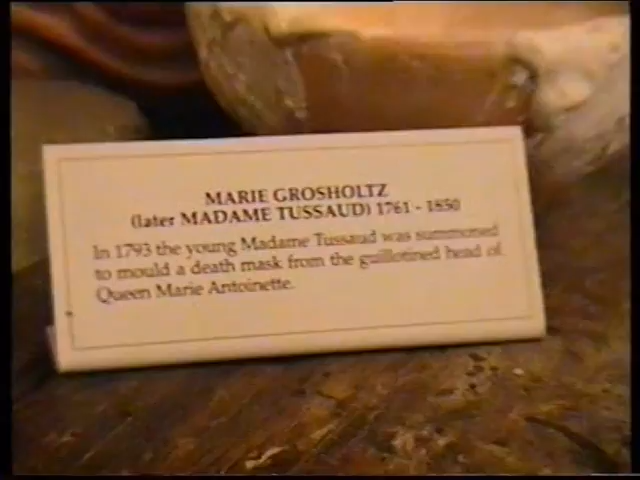 MARIE GROSHOLTZ
(later MADAME TUSSAUD) 1761 - 1850
In 1793 the young Madame Tussaud was summoned
to mould a death mask from the guillotined head of
Queen Marie Antoinette.